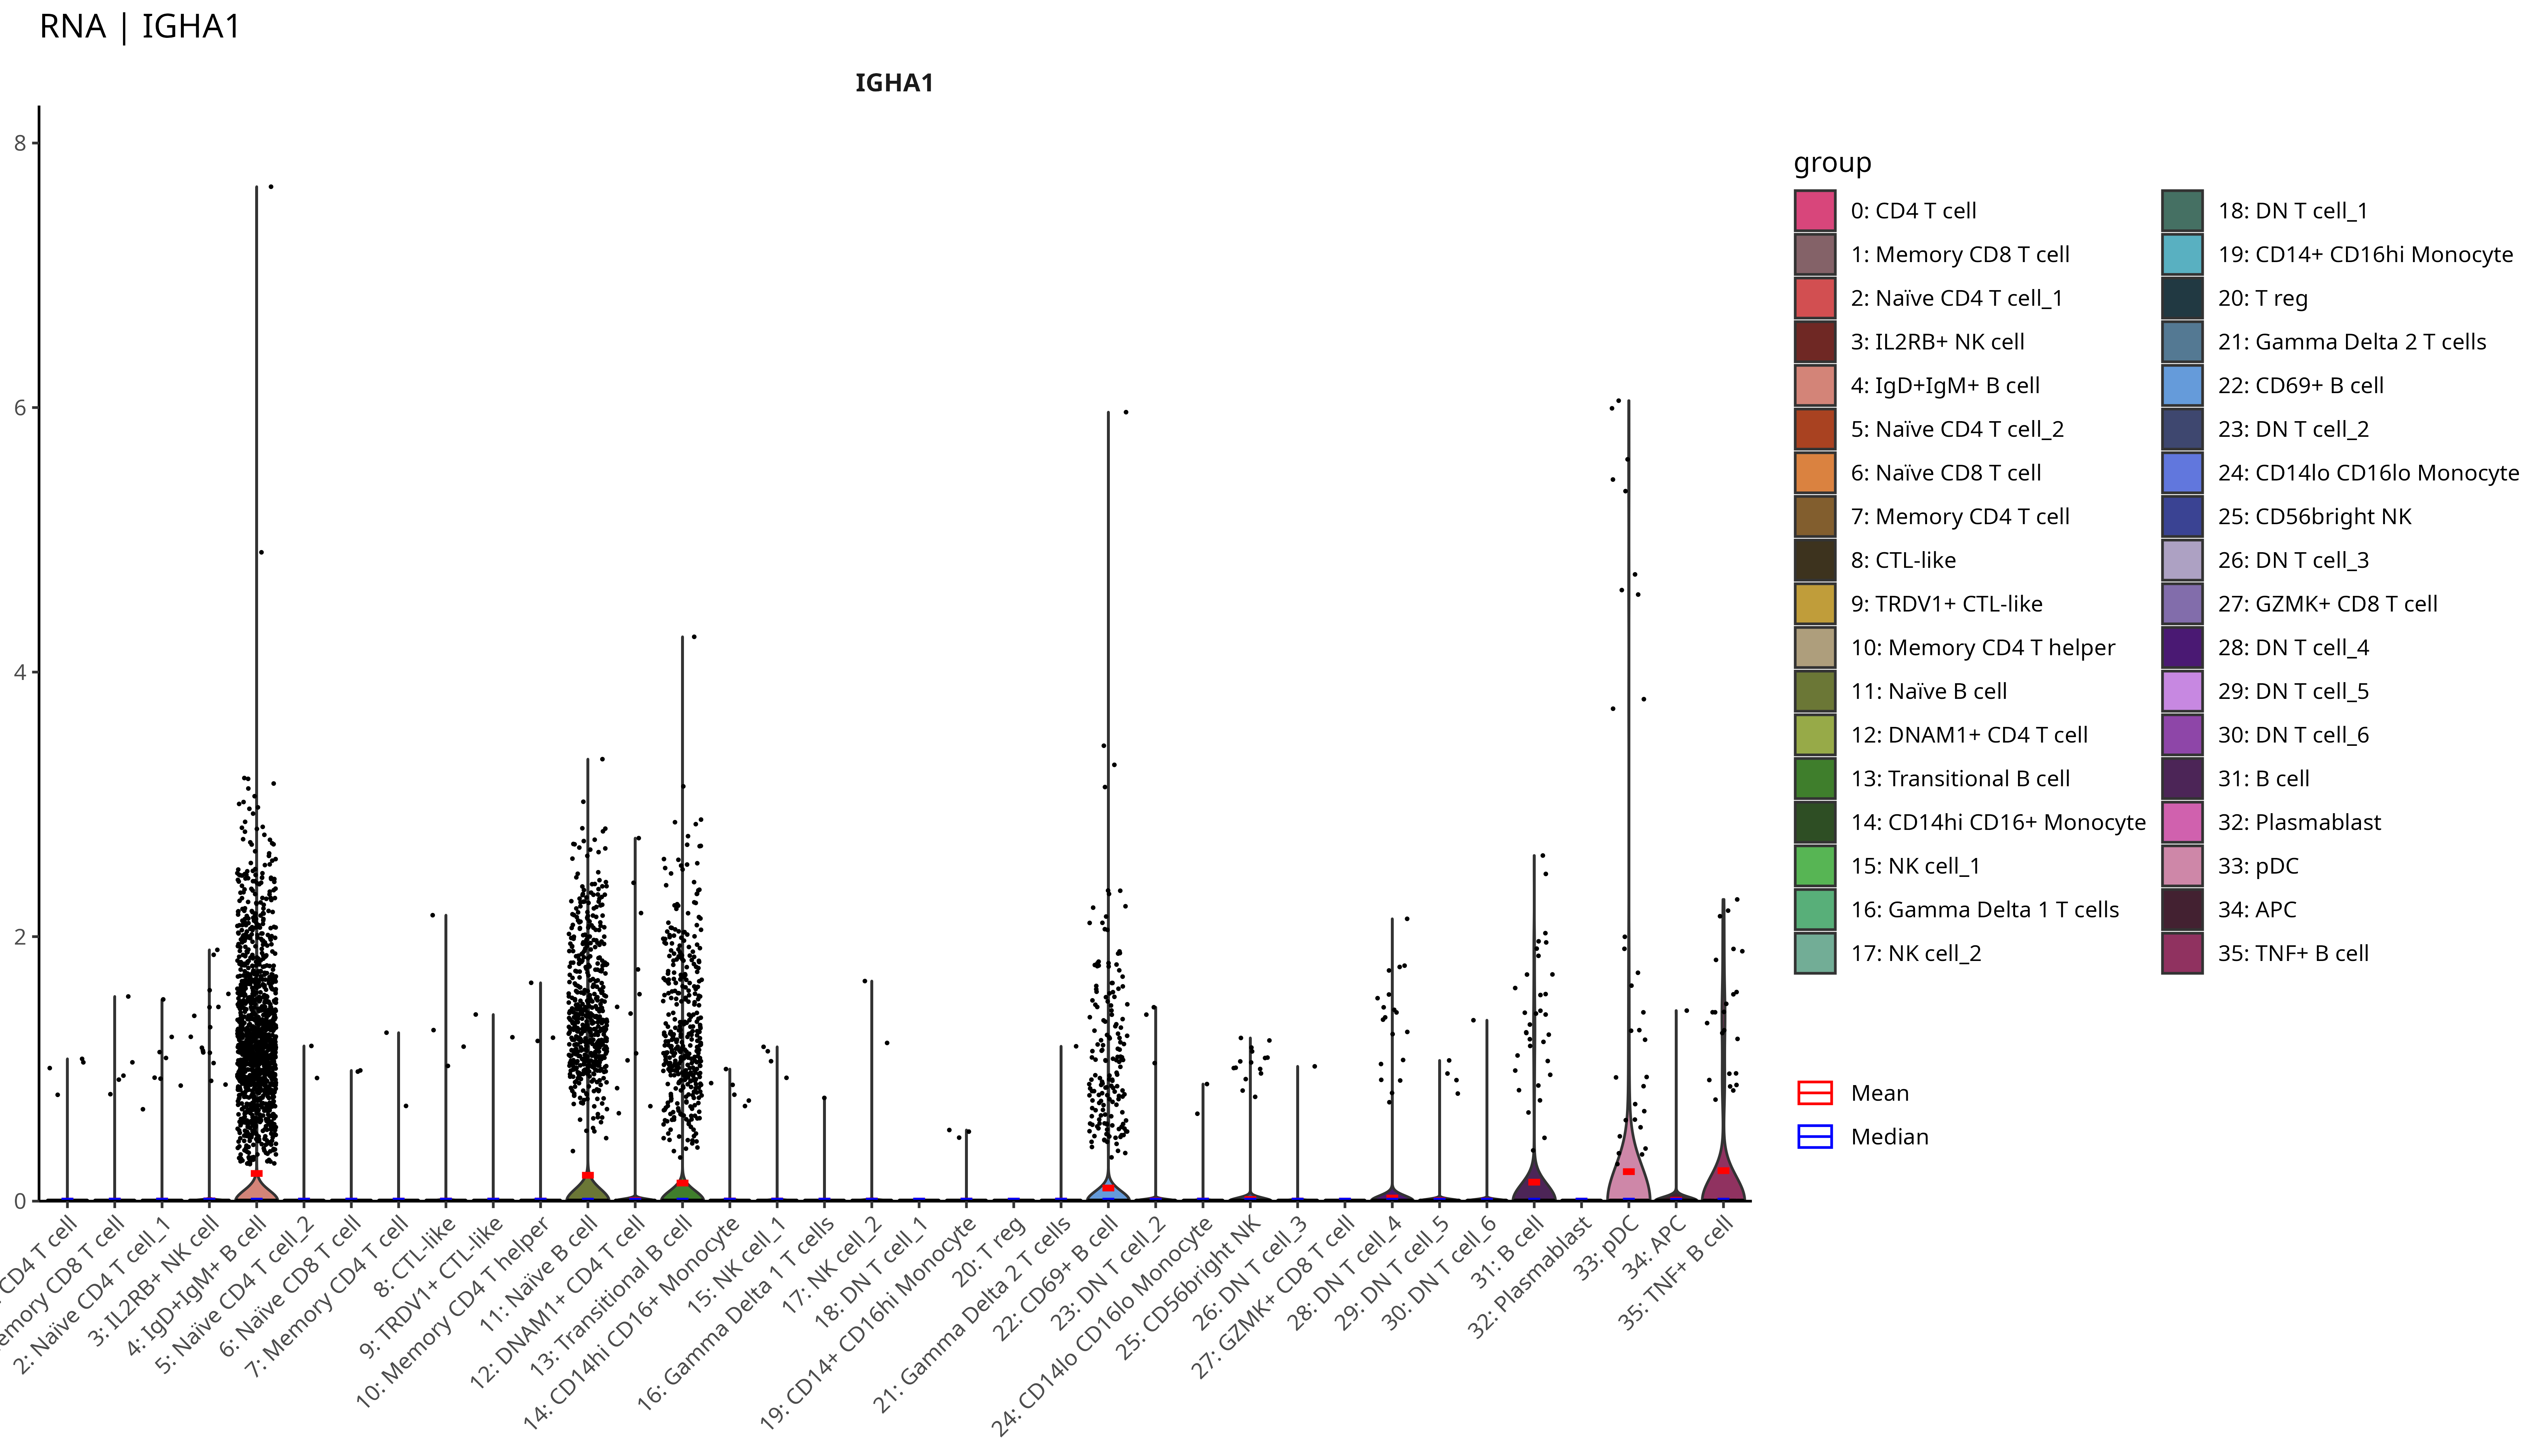 RNA | IGHA1
IGHA1
8
6
4
2
0
CD4 T cell
Memory CD8 T cell
2: Naïve CD4 T cell_1
3: IL2RB+ NK cell
4: IgD+IgM+ B cell
5: Naïve CD4 T cell_2
6: Naïve CD8 T cell
7: Memory CD4 T cell
8: CTL-like
9: TRDV1+ CTL-like
10: Memory CD4 T helper
11: Naïve B cell
12: DNAM1+ CD4 T cell
13: Transitional B cell
14: CD14hi CD16+ Monocyte
15: NK cell_1
16: Gamma Delta 1 T cells
17: NK cell_2
18: DN T cell_1
19: CD14+ CD16hi Monocyte
20: T reg
21: Gamma Delta 2 T cells
22: CD69+ B cell
23: DN T cell_2
24: CD14lo CD16lo Monocyte
25: CD56bright NK
26: DN T cell_3
27: GZMK+ CD8 T cell
28: DN T cell_4
29: DN T cell_5
30: DN T cell_6
31: B cell
32: Plasmablast
33: pDC
34: APC
35: TNF+ B cell
group
0: CD4 T cell
1: Memory CD8 T cell
2: Naïve CD4 T cell_1
3: IL2RB+ NK cell
4: IgD+IgM+ B cell
5: Naïve CD4 T cell_2
6: Naïve CD8 T cell
7: Memory CD4 T cell
8: CTL-like
9: TRDV1+ CTL-like
10: Memory CD4 T helper
11: Naïve B cell
12: DNAM1+ CD4 T cell
13: Transitional B cell
14: CD14hi CD16+ Monocyte
15: NK cell_1
16: Gamma Delta 1 T cells
17: NK cell_2
18: DN T cell_1
19: CD14+ CD16hi Monocyte
20: T reg
21: Gamma Delta 2 T cells
22: CD69+ B cell
23: DN T cell_2
24: CD14lo CD16lo Monocyte
25: CD56bright NK
26: DN T cell_3
27: GZMK+ CD8 T cell
28: DN T cell_4
29: DN T cell_5
30: DN T cell_6
31: B cell
32: Plasmablast
33: pDC
34: APC
35: TNF+ B cell
Mean
Median